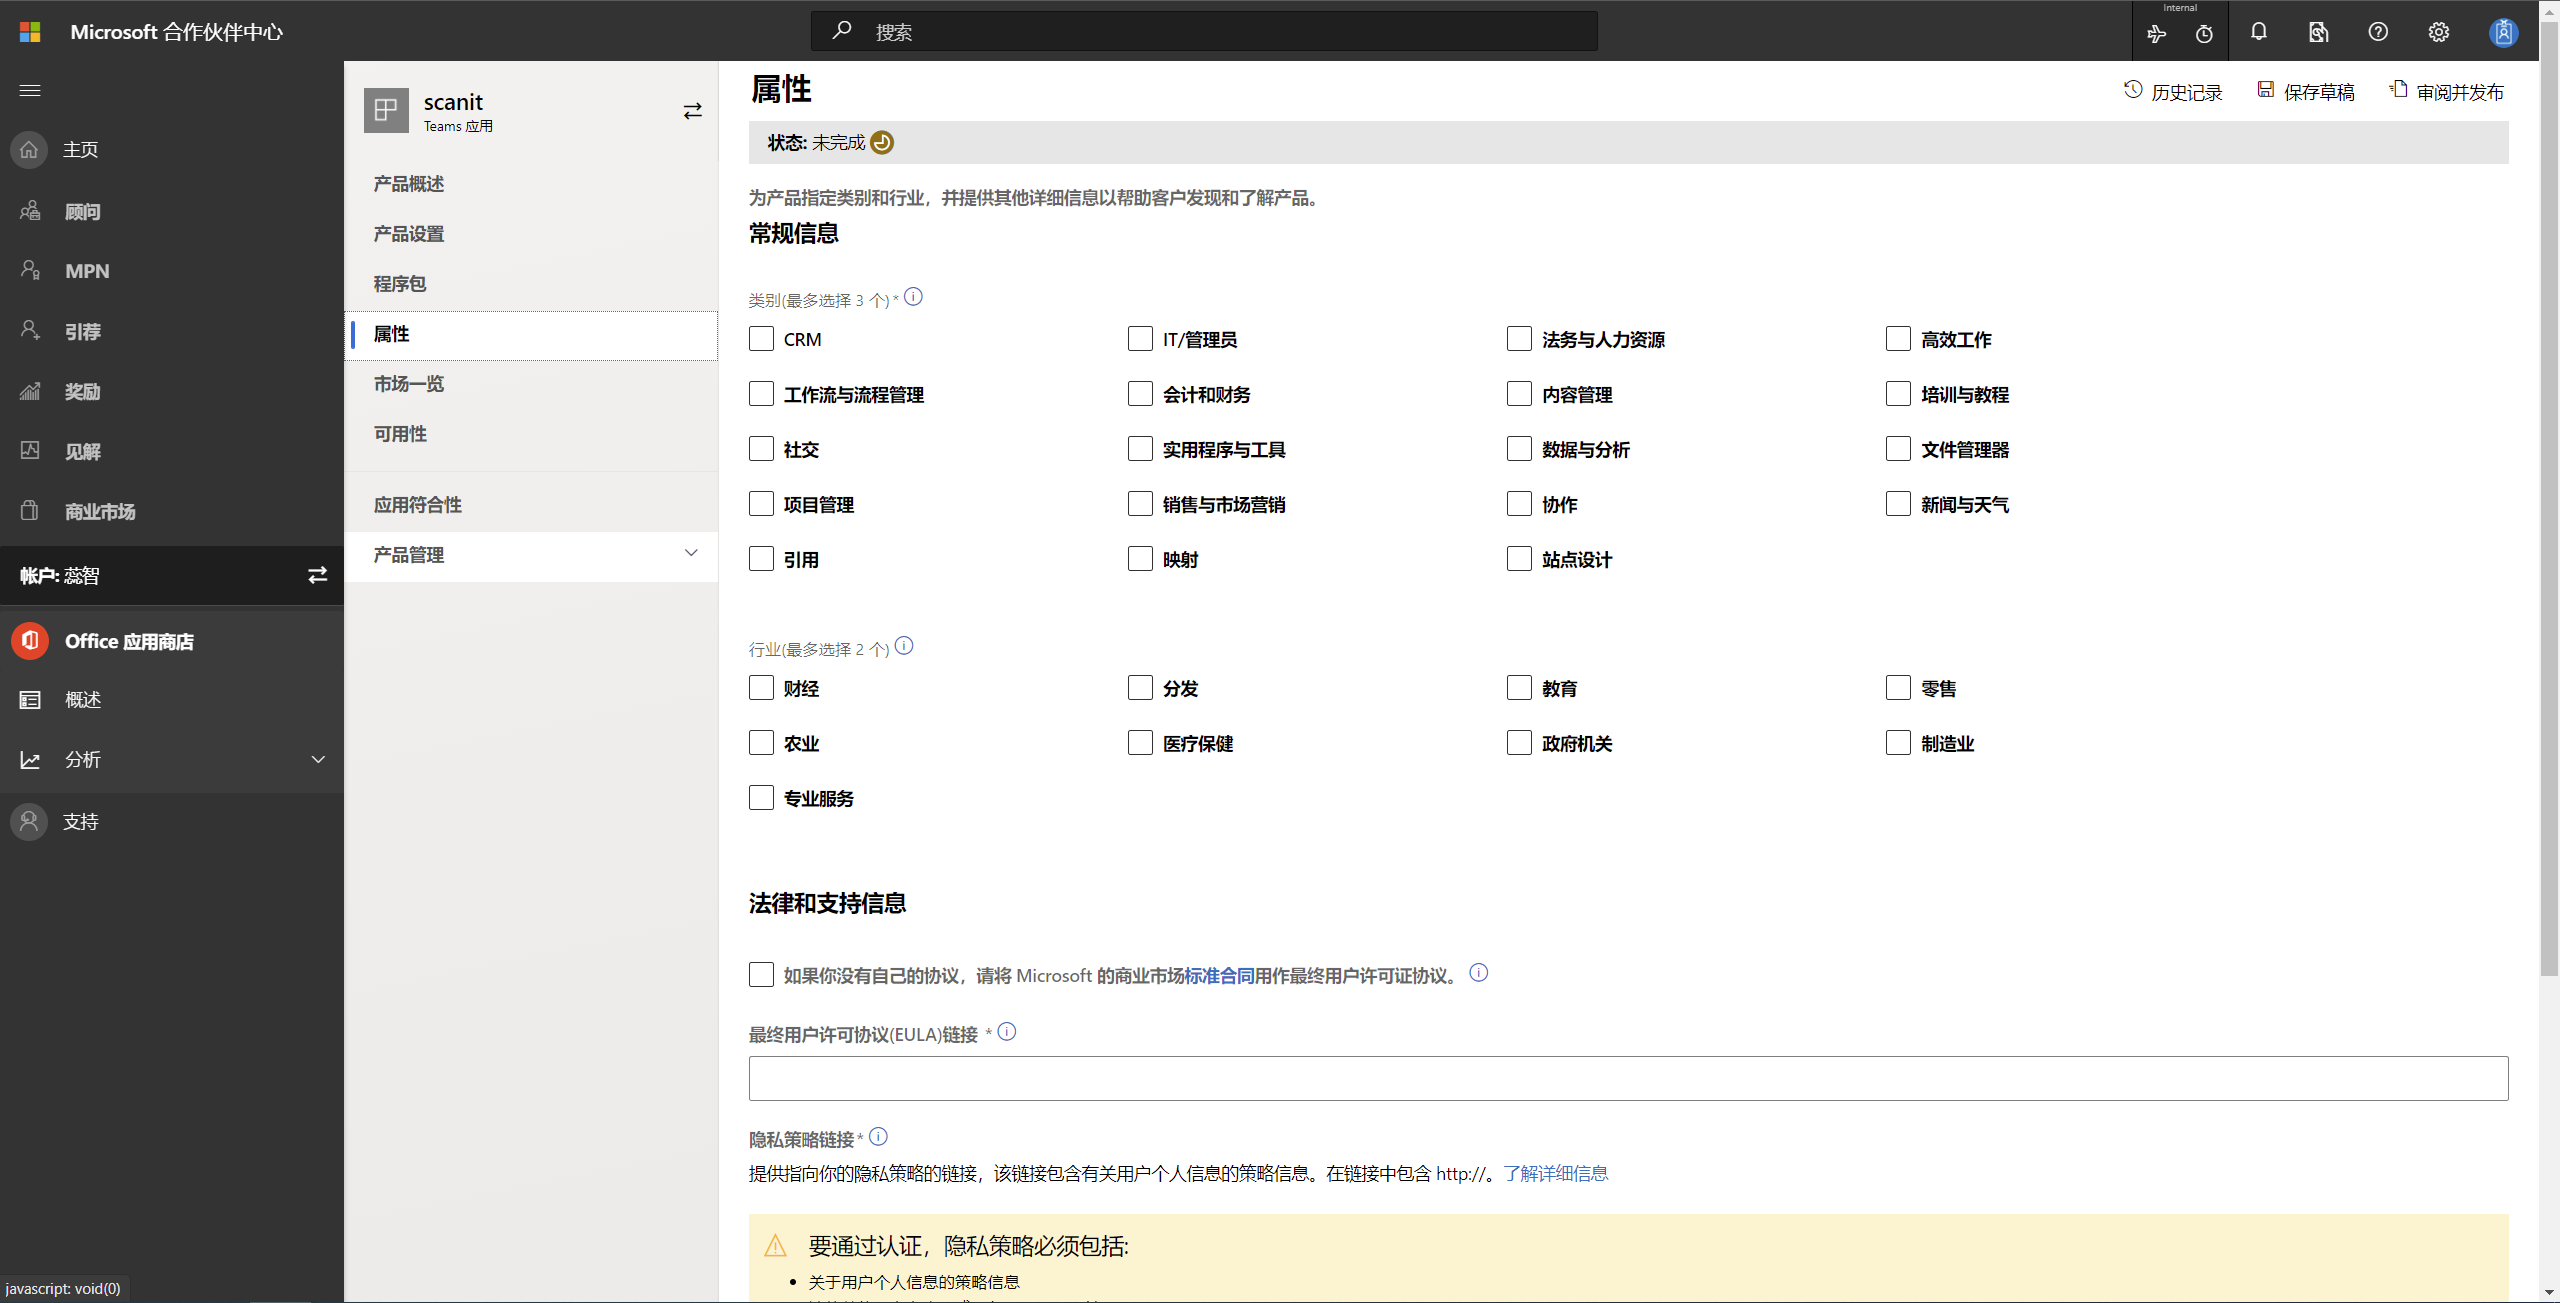 Microsoft 合作伙伴中心
搜索
Internal
主页
顾问
MPN
引荐
奖励
见解
商业市场
帐户: 蕊智
Office 应用商店
概述
分析
支持
javascript: void(0)
scanit
Teams 应用
产品概述
产品设置
程序包
属性
市场一览
可用性
应用符合性
产品管理
属性
历史记录
保存草稿
审阅并发布
状态: 未完成
为产品指定类别和行业，并提供其他详细信息以帮助客户发现和了解产品。
常规信息
类别(最多选择 3 个) *
CRM
IT/管理员
法务与人力资源
高效工作
工作流与流程管理
会计和财务
内容管理
培训与教程
社交
实用程序与工具
数据与分析
文件管理器
项目管理
销售与市场营销
协作
新闻与天气
引用
映射
站点设计
行业(最多选择 2 个)
财经
分发
教育
零售
农业
医疗保健
政府机关
制造业
专业服务
法律和支持信息
如果你没有自己的协议，请将 Microsoft 的商业市场标准合同用作最终用户许可证协议。
最终用户许可协议(EULA)链接 *
隐私策略链接 *
提供指向你的隐私策略的链接，该链接包含有关用户个人信息的策略信息。在链接中包含 http://。了解详细信息
要通过认证，隐私策略必须包括:
• 关于用户个人信息的策略信息